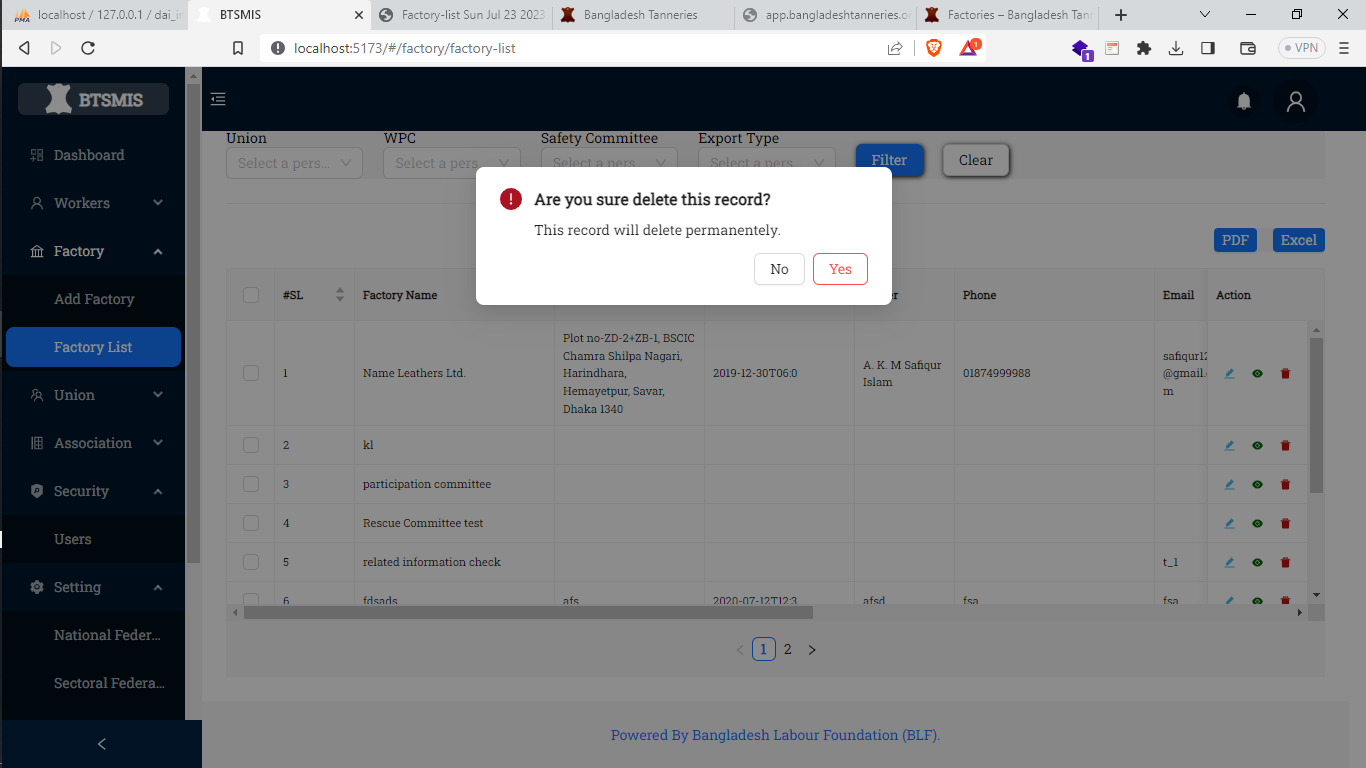 localhost / 127.0.0.1 / dai_in
BTSMIS
Factory-list Sun Jul 23 2023
Bangladesh Tanneries
app.bangladeshtanneries.o
Factories – Bangladesh Tann
localhost:5173/#/factory/factory-list
1
1
VPN
BTSMIS
Dashboard
Workers
Factory
Add Factory
Factory List
Union
Association
Security
Users
Setting
National Feder...
Sectoral Federa...
Union
WPC
Safety Committee
Export Type
Select a pers...
Select a pers...
Select a pers...
Select a pers...
Filter
Clear
Are you sure delete this record?
This record will delete permanentely.
No
Yes
PDF
Excel
#SL
Factory Name
Phone
Email
Action
1
Name Leathers Ltd.
Plot no-ZD-2+ZB-1, BSCIC
Chamra Shilpa Nagari,
Harindhara,
Hemayetpur, Savar,
Dhaka 1340
2019-12-30T06:0
A. K. M Safiqur
Islam
01874999988
safiqur12
@gmail.
m
2
kl
3
participation committee
4
Rescue Committee test
5
related information check
t_1
6
fdsads
afs
2020-07-12T12:3
afsd
fsa
fsa
1
2
Powered By Bangladesh Labour Foundation (BLF).